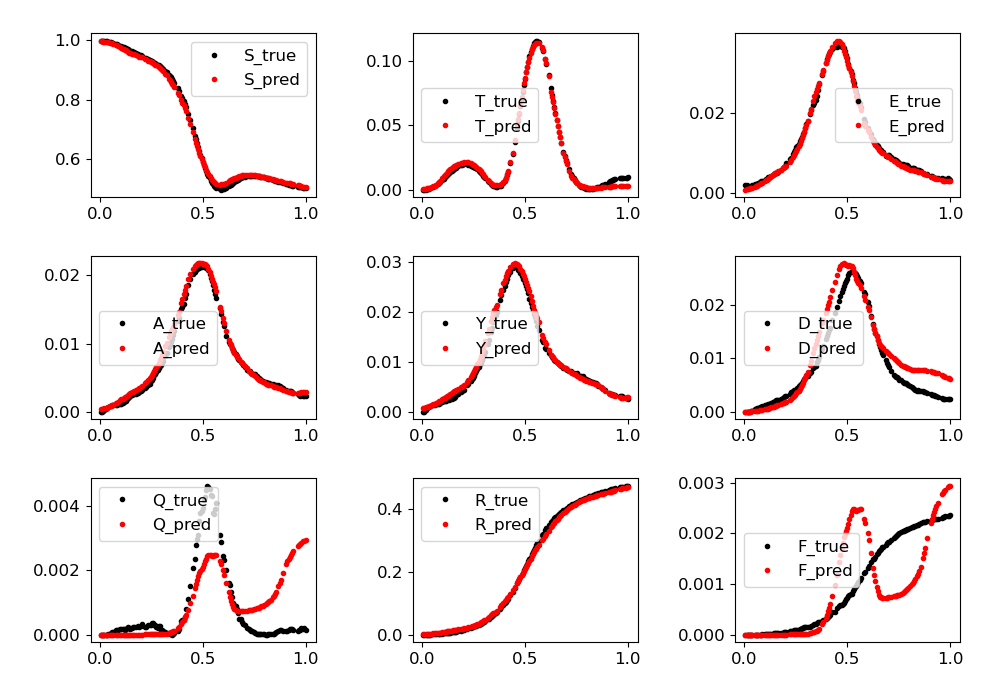 1.0
0.8
0.6
0.0 0.5 1.0
S_true
S_pred
0.10
0.05
0.00
0.0 0.5 1.0
T_true
T_pred
0.02
0.00
0.0 0.5 1.0
E_true
E_pred
0.02
0.01
0.00
0.0 0.5 1.0
A_true
A_pred
0.03
0.02
0.01
0.00
0.0 0.5 1.0
Y_true
Y_pred
0.02
0.01
0.00
0.0 0.5 1.0
D_true
D_pred
0.004
0.002
0.000
0.0 0.5 1.0
Q_true
Q_pred
0.4
0.2
0.0
0.0 0.5 1.0
R_true
R_pred
0.003
0.002
0.001
0.000
0.0 0.5 1.0
F_true
F_pred